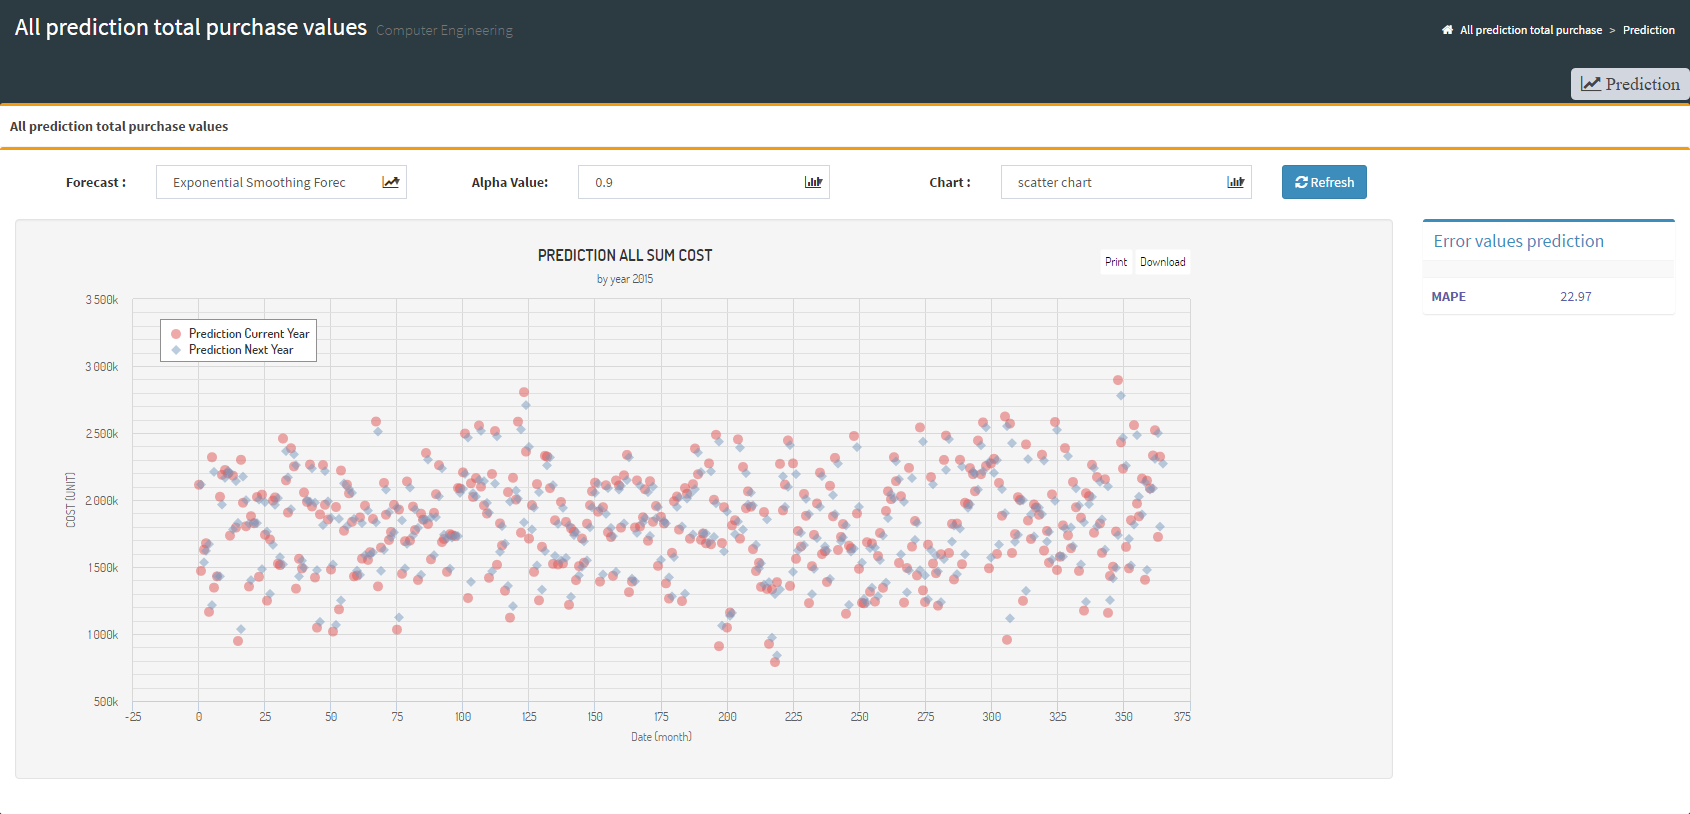 All prediction total purchase values Computer Engineering
All prediction total purchase > Prediction
Prediction
All prediction total purchase values
Forecast : Exponential Smoothing Forec Alpha Value: 0.9 Chart : scatter chart Refresh
PREDICTION ALL SUM COST
by year 2015
Print Download
Error values prediction
MAPE 22.97
Prediction Current Year
Prediction Next Year
COST (UNIT)
3 500k
3 000k
2 500k
2 000k
1 500k
1 000k
500k
-25 0 25 50 75 100 125 150 175 200 225 250 275 300 325 350 375
Date (month)